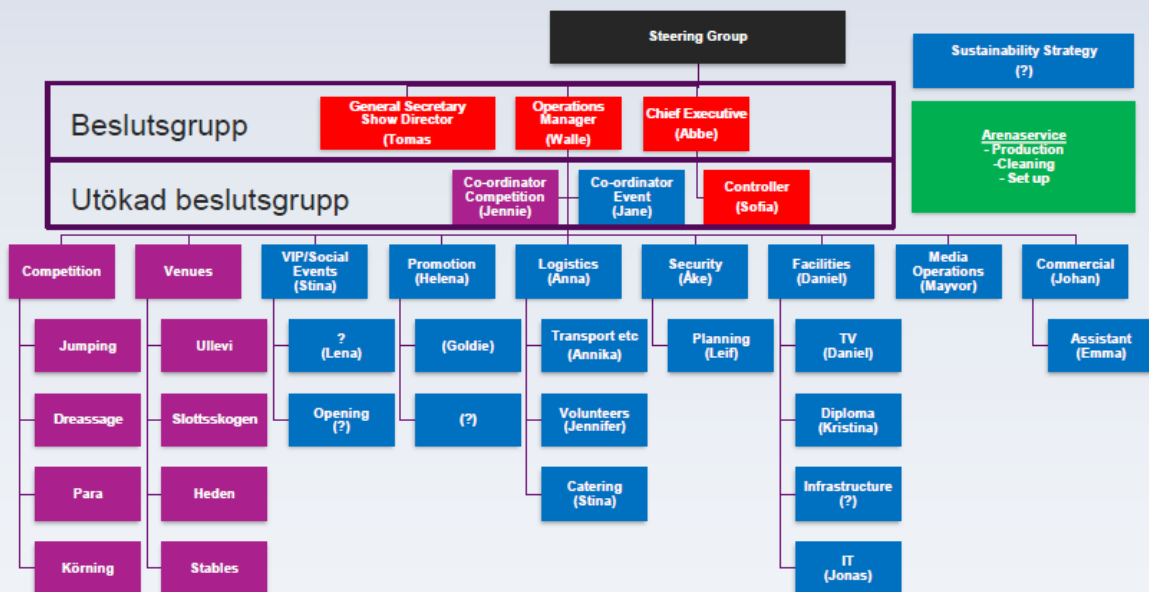 Steering Group
Sustainability Strategy
(?)
Beslutsgrupp
General Secretary
Show Director
(Tomas
Operations
Manager
(Walle)
Chief Executive
(Abbe)
Arenaservice
- Production
-Cleaning
- Set up
Utökad beslutsgrupp
Co-ordinator
Competition
(Jennie)
Co-ordinator
Event
(Jane)
Controller
(Sofia)
Competition
Venues
VIP/Social
Events
(Stina)
Promotion
(Helena)
Logistics
(Anna)
Security
(Åke)
Facilities
(Daniel)
Media
Operations
(Mayvor)
Commercial
(Johan)
Jumping
Ullevi
?
(Lena)
(Goldie)
Transport etc
(Annika)
Planning
(Leif)
TV
(Daniel)
Assistant
(Emma)
Dreassage
Slottsskogen
Opening
(?)
(?)
Volunteers
(Jennifer)
Diploma
(Kristina)
Para
Heden
Catering
(Stina)
Infrastructure
(?)
Körning
Stables
IT
(Jonas)